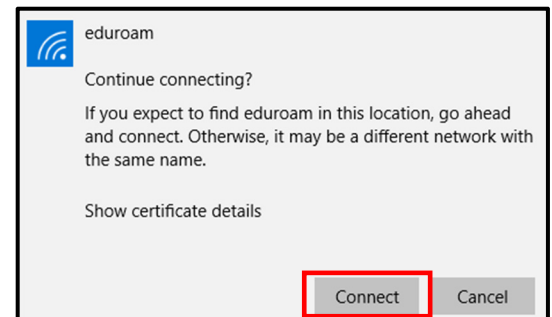 eduroam
Continue connecting?
If you expect to find eduroam in this location, go ahead
and connect. Otherwise, it may be a different network with
the same name.
Show certificate details
Connect Cancel